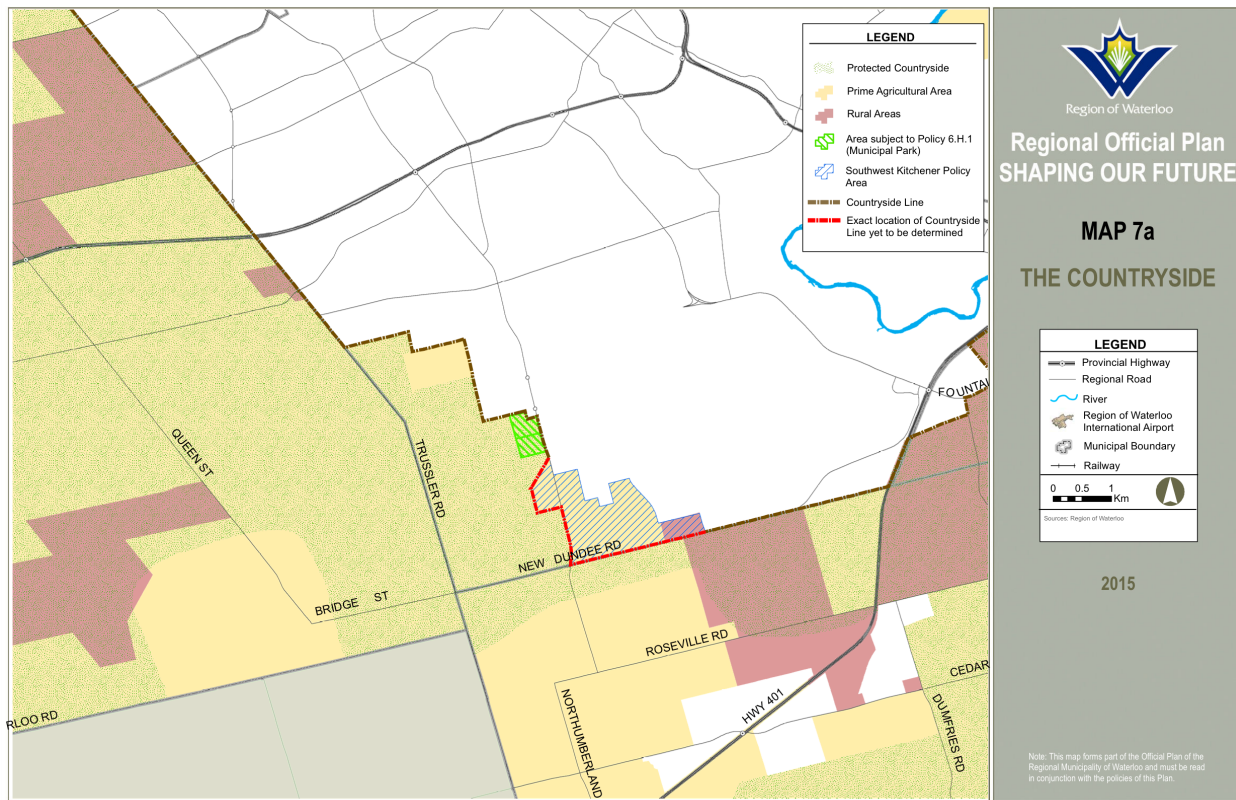 LEGEND
Protected Countryside
Prime Agricultural Area
Rural Areas
Area subject to Policy 6.H.1
(Municipal Park)
Southwest Kitchener Policy
Area
Countryside Line
Exact location of Countryside
Line yet to be determined
QUEEN ST
TRUSSLER RD
NEW DUNDEE RD
BRIDGE ST
ROSEVILLE RD
HWY 401
NORTHUMBERLAND
DUMFRIES RD
CEDAR
FOUNTAI
RLOO RD
Region of Waterloo
Regional Official Plan
SHAPING OUR FUTURE
MAP 7a
THE COUNTRYSIDE
LEGEND
Provincial Highway
Regional Road
River
Region of Waterloo
International Airport
Municipal Boundary
Railway
0 0.5 1
Km
Sources: Region of Waterloo
2015
Note: This map forms part of the Official Plan of the
Regional Municipality of Waterloo and must be read
in conjunction with the policies of this Plan.